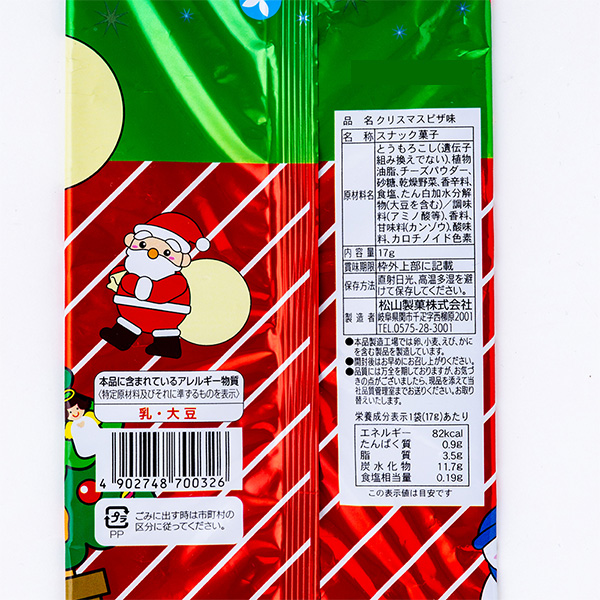 品名 クリスマスピザ味
名称 スナック菓子
原材料名 とうもろこし(遺伝子
組み換えでない)、植物
油脂、チーズパウダー、
砂糖、乾燥野菜、香辛料、
食塩、たん白加水分解
物(大豆を含む)/調味
料(アミノ酸等)、香料、
甘味料(カンゾウ)、酸味
料、カロチノイド色素
内容量 17g
賞味期限 枠外上部に記載
保存方法 直射日光、高温多湿を避
けて保存してください。
製造者 松山製菓株式会社
岐阜県関市千疋字西柳原2001
TEL.0575-28-3001
●本品製造工場では卵、小麦、えび、かに
を含む製品を製造しています。
●開封後はお早めにお召し上がりください。
●品質には万全を期しておりますが、お気づ
きの点がございましたら、現品を添えて当
社品質管理室までお送りください。お取り
替えいたします。
栄養成分表示1袋(17g)あたり
エネルギー 82kcal
たんぱく質 0.9g
脂質 3.5g
炭水化物 11.7g
食塩相当量 0.19g
この表示値は目安です
本品に含まれているアレルギー物質
〈特定原材料及びそれに準ずるものを表示〉
乳・大豆
4 902748 700326
プラ
PP
ごみに出す時は市町村の
区分に従ってください。